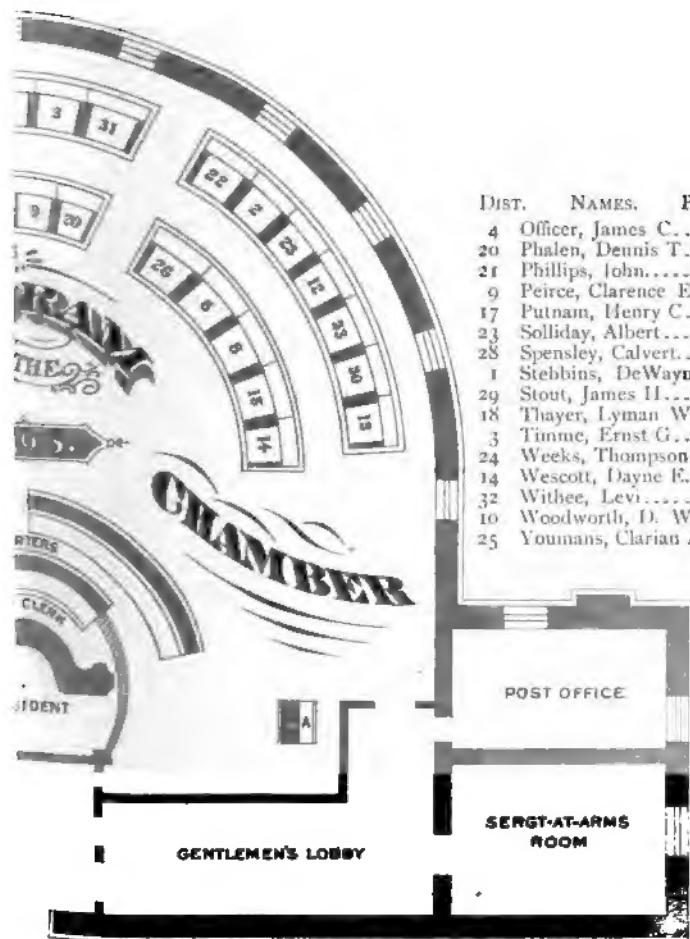 3 31
9 20
22 2 25 12 23 30 13
26 6 8 15 14
THE
CHAMBER
CLERK
A
DIST. NAMES.
4 Officer, James C..
20 Phalen, Dennis T.
21 Phillips, John.....
9 Peirce, Clarence E
17 Putnam, Henry C.
23 Solliday, Albert...
28 Spensley, Calvert..
1 Stebbins, DeWayn
29 Stout, James H...
18 Thayer, Lyman W
3 Timme, Ernst G..
24 Weeks, Thompson
14 Wescott, Dayne E.
32 Withee, Levi.....
10 Woodworth, D. W
25 Youmans, Clarian
POST OFFICE
SERGT-AT-ARMS
ROOM
GENTLEMEN'S LOBBY